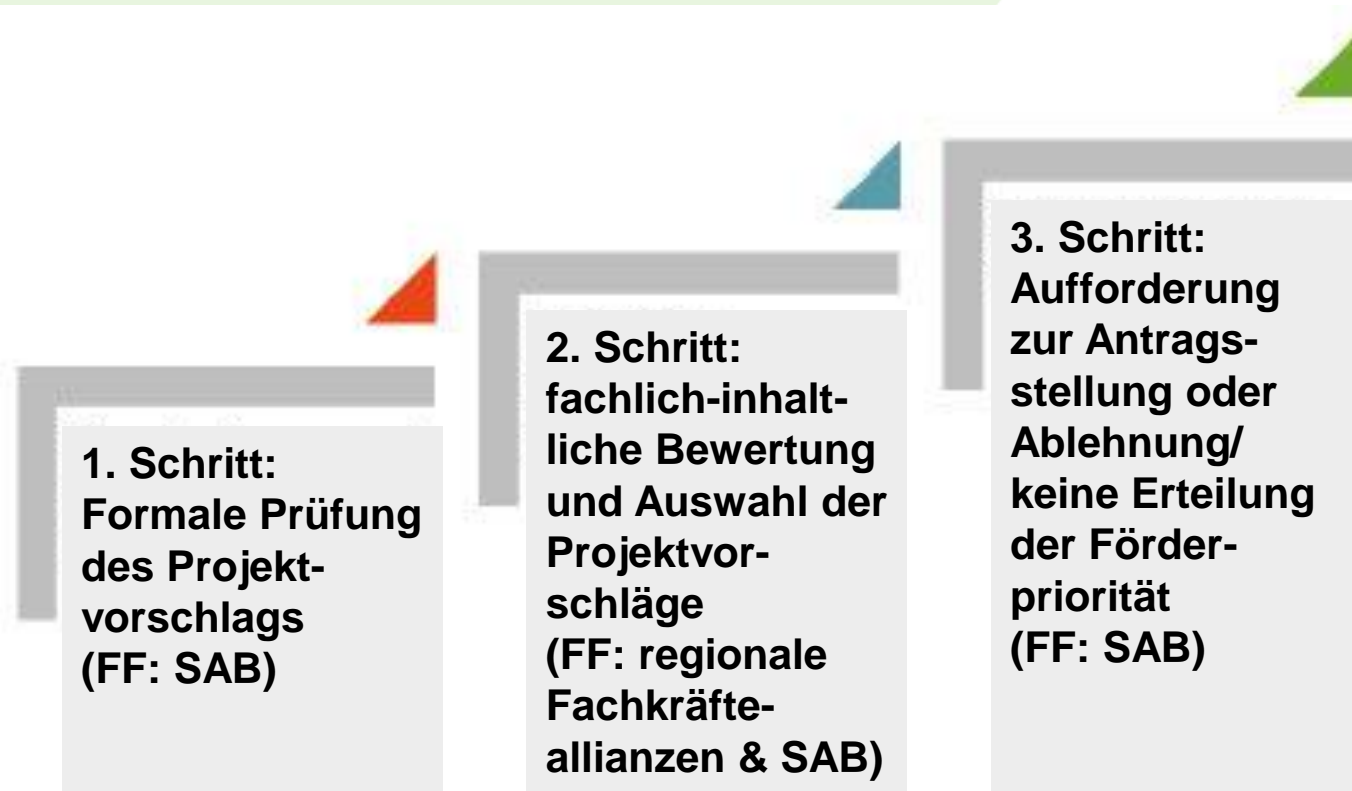 1. Schritt:
Formale Prüfung
des Projekt-
vorschlags
(FF: SAB)
2. Schritt:
fachlich-inhalt-
liche Bewertung
und Auswahl der
Projektvor-
schläge
(FF: regionale
Fachkräfte-
allianzen & SAB)
3. Schritt:
Aufforderung
zur Antrags-
stellung oder
Ablehnung/
keine Erteilung
der Förder-
priorität
(FF: SAB)